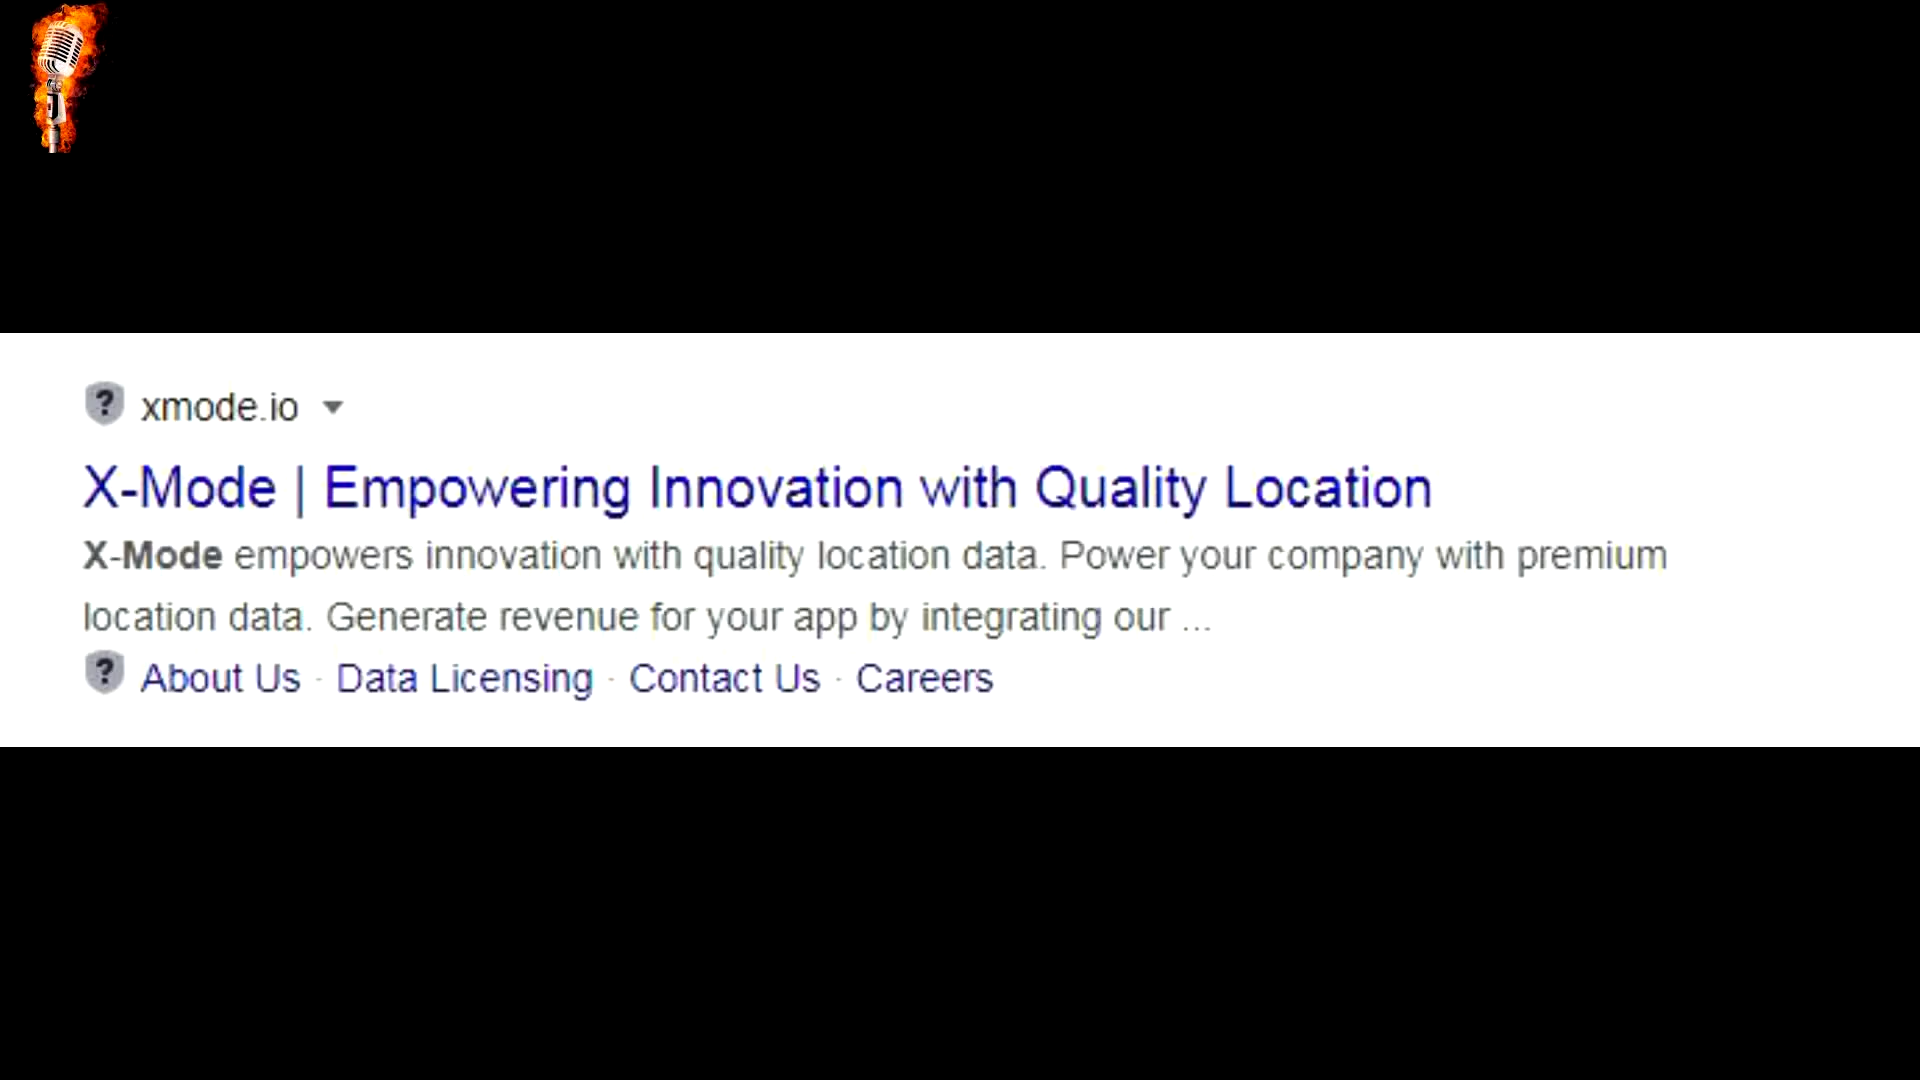 xmode.io
X-Mode | Empowering Innovation with Quality Location
X-Mode empowers innovation with quality location data. Power your company with premium
location data. Generate revenue for your app by integrating our ...
About Us · Data Licensing · Contact Us · Careers